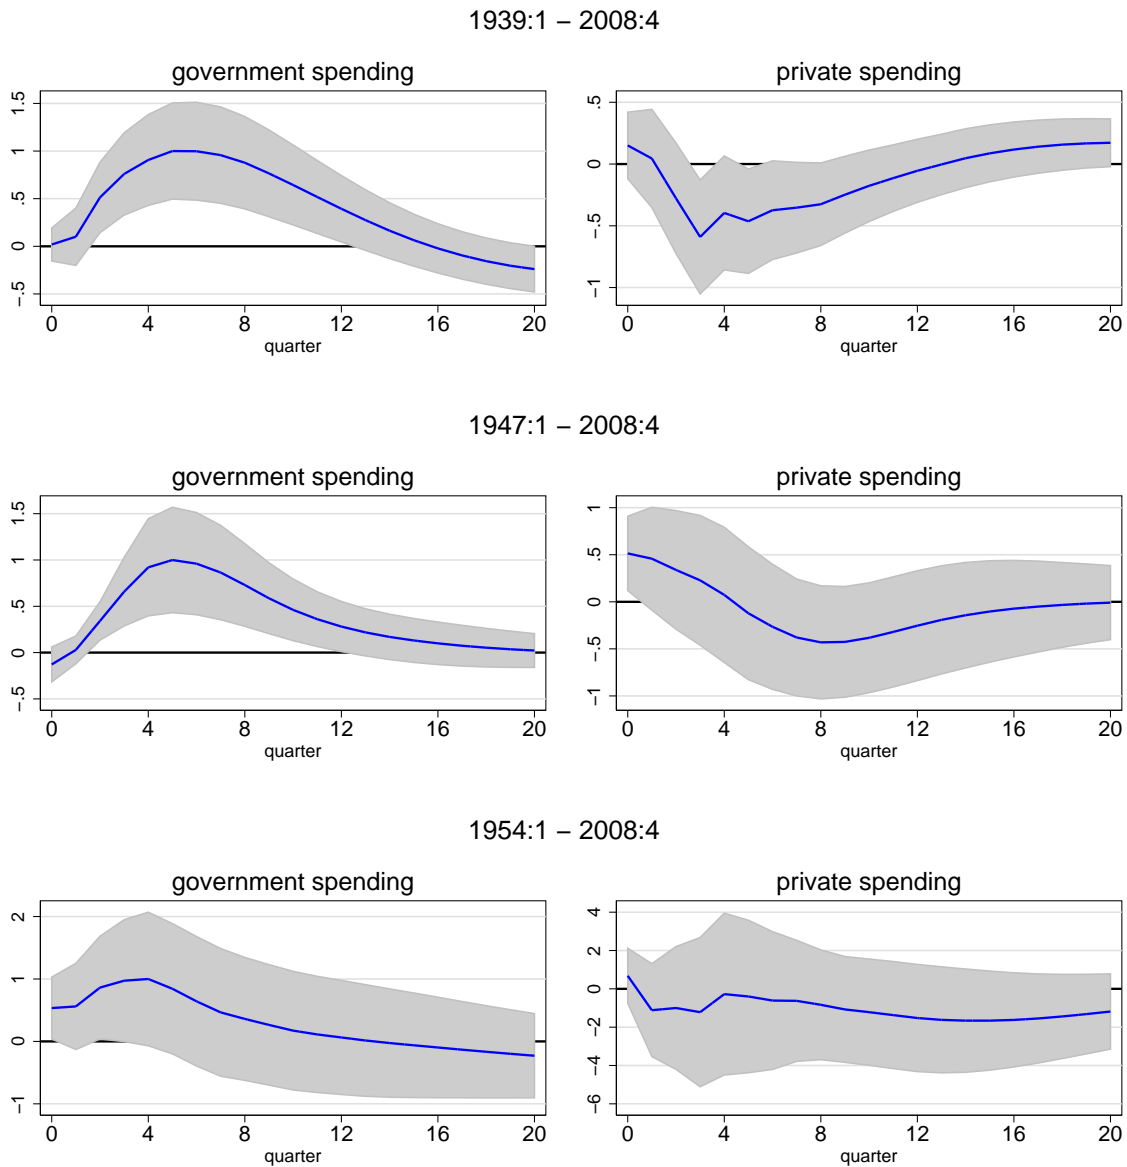 1939:1 – 2008:4
government spending
private spending
1.5
1
.5
0
−.5
0 4 8 12 16 20
quarter
.5
0
−.5
−1
0 4 8 12 16 20
quarter
1947:1 – 2008:4
government spending
private spending
1.5
1
.5
0
−.5
0 4 8 12 16 20
quarter
1
.5
0
−.5
−1
0 4 8 12 16 20
quarter
1954:1 – 2008:4
government spending
private spending
2
1
0
−1
0 4 8 12 16 20
quarter
4
2
0
−2
−4
−6
0 4 8 12 16 20
quarter